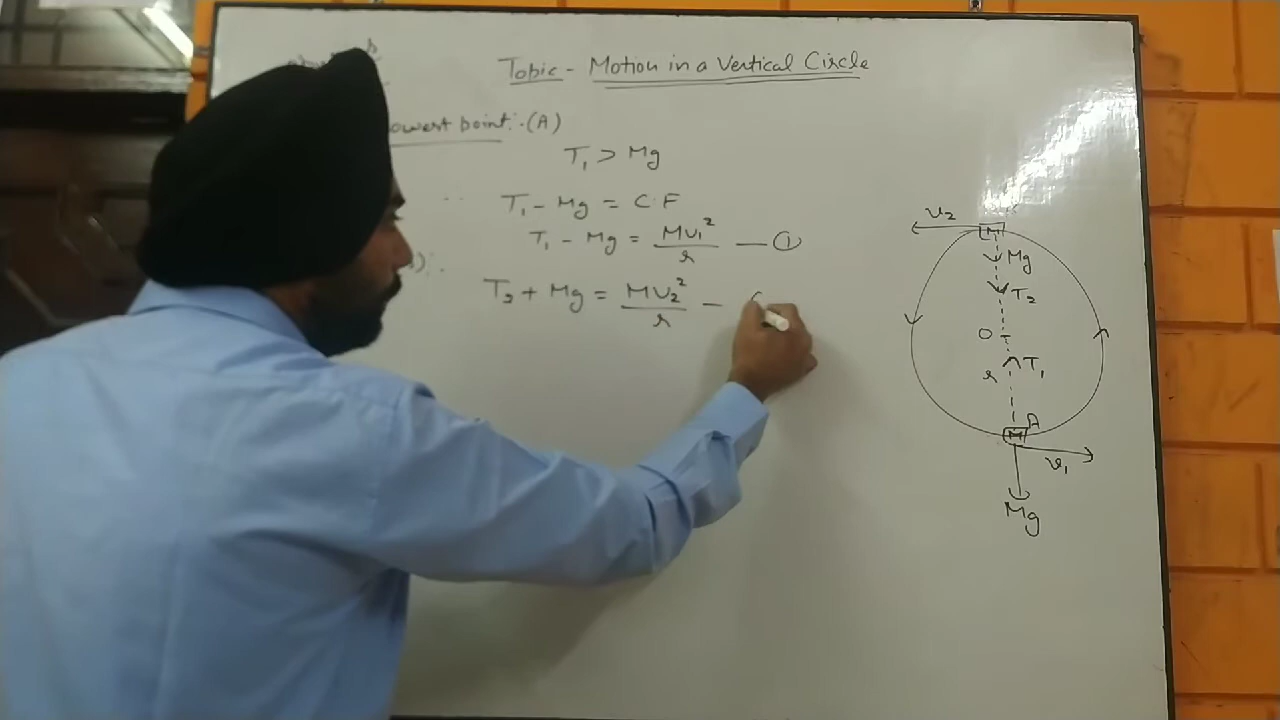 Topic - Motion in a Vertical Circle
owest point :- (A)
T₁ > Mg
T₁ - Mg = C.F
T₁ - Mg = Mv₁²/r — ①
) :-
T₂ + Mg = Mv₂²/r —
v₂
M
Mg
T₂
O
T₁
r
A
M
v₁
Mg